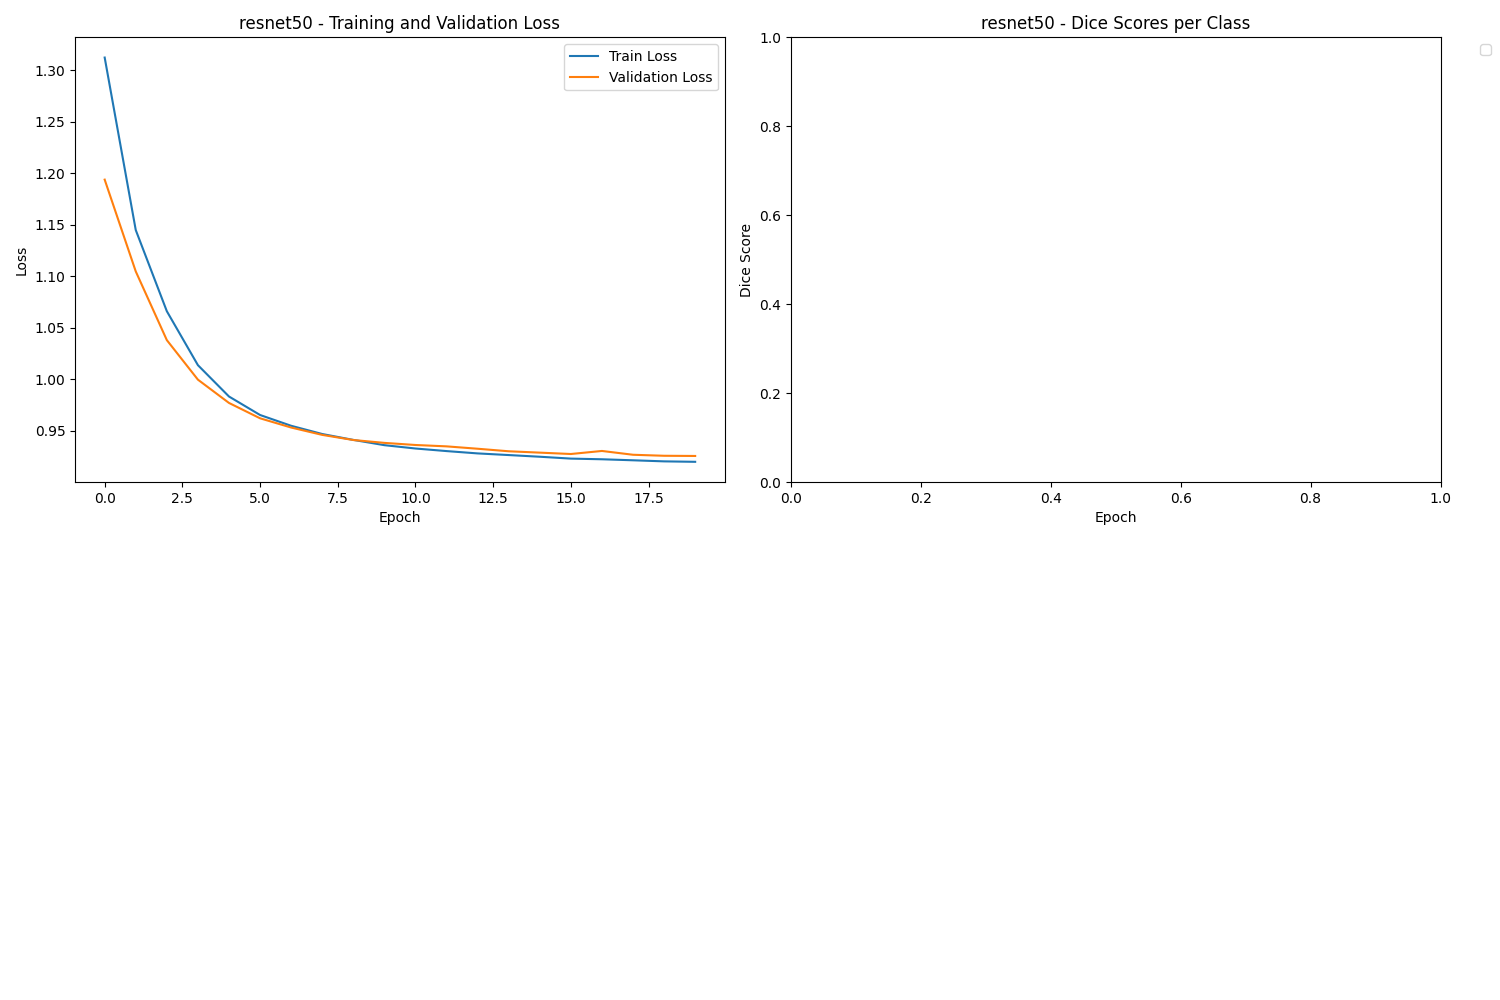 resnet50 - Training and Validation Loss
Train Loss
Validation Loss
1.30
1.25
1.20
1.15
1.10
1.05
1.00
0.95
Loss
0.0 2.5 5.0 7.5 10.0 12.5 15.0 17.5
Epoch
resnet50 - Dice Scores per Class
1.0
0.8
0.6
0.4
0.2
0.0
Dice Score
0.0 0.2 0.4 0.6 0.8 1.0
Epoch